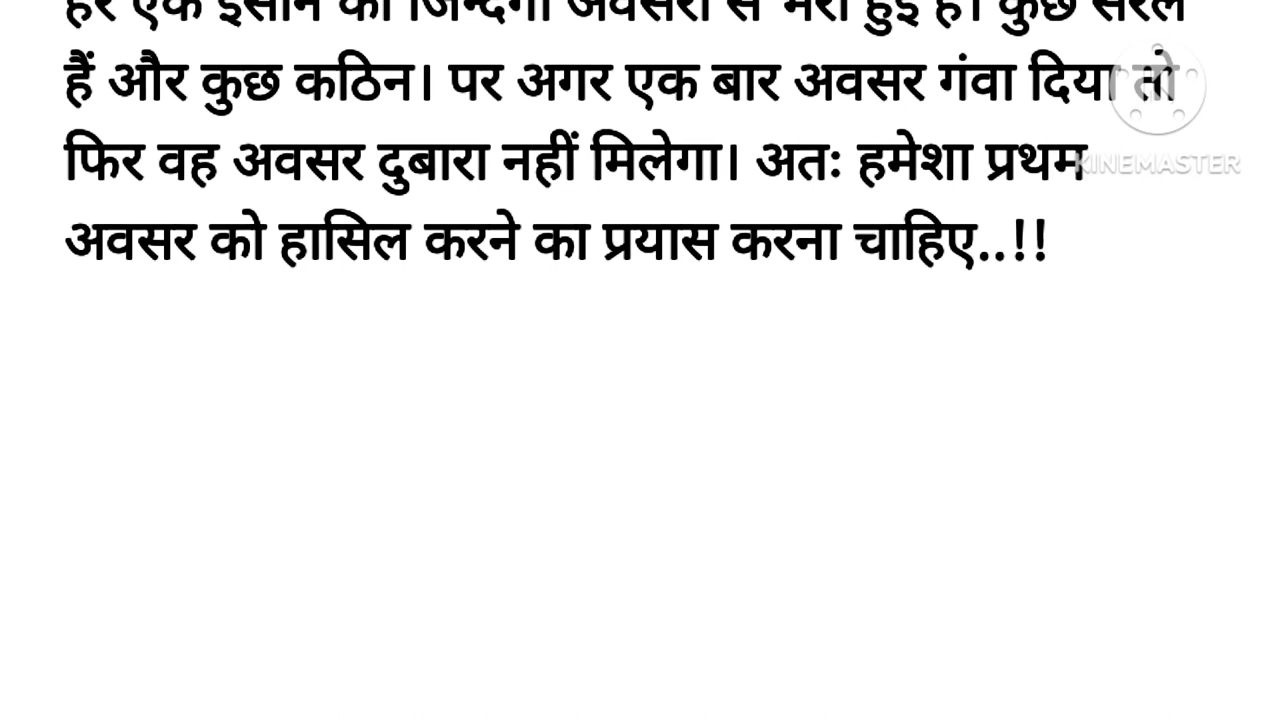 हर एक इंसान की जिन्दगी अवसरों से भरी हुई है। कुछ सरल
हैं और कुछ कठिन। पर अगर एक बार अवसर गंवा दिया तो
फिर वह अवसर दुबारा नहीं मिलेगा। अतः हमेशा प्रथम
KINEMASTER
अवसर को हासिल करने का प्रयास करना चाहिए..!!